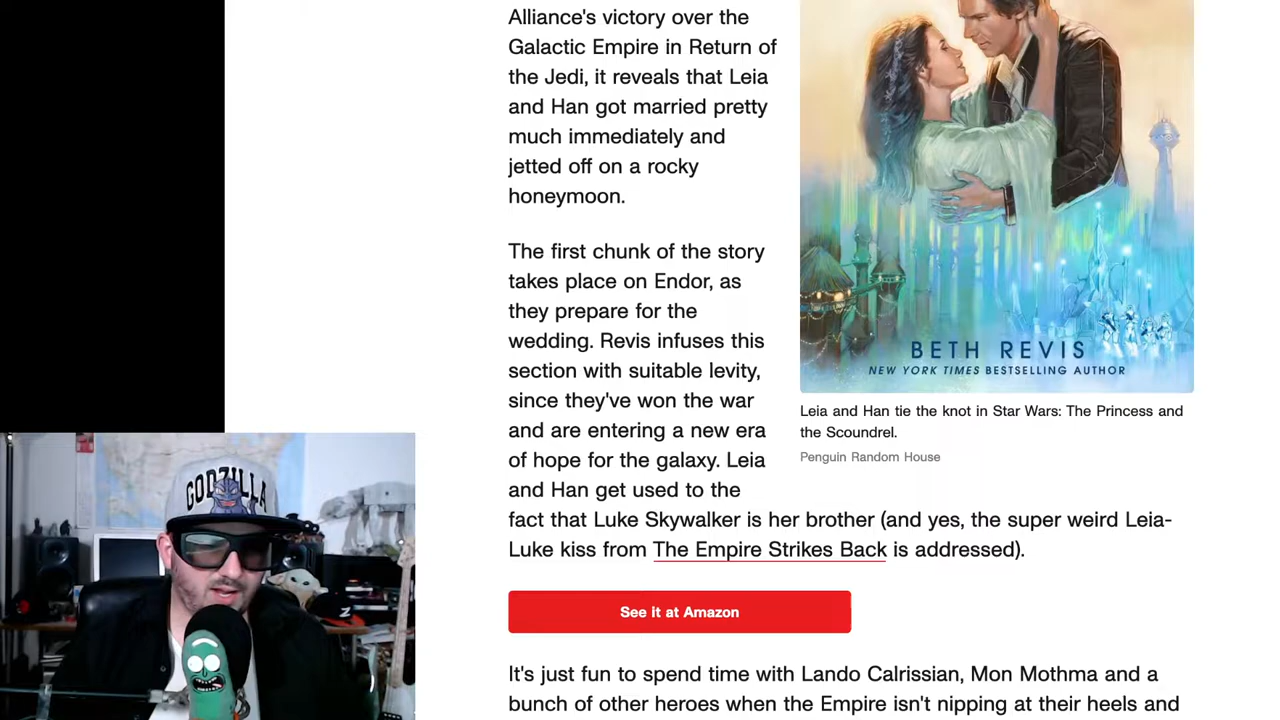 Alliance's victory over the
Galactic Empire in Return of
the Jedi, it reveals that Leia
and Han got married pretty
much immediately and
jetted off on a rocky
honeymoon.
The first chunk of the story
takes place on Endor, as
they prepare for the
wedding. Revis infuses this
section with suitable levity,
since they've won the war
and are entering a new era
of hope for the galaxy. Leia
and Han get used to the
fact that Luke Skywalker is her brother (and yes, the super weird Leia-
Luke kiss from The Empire Strikes Back is addressed).
BETH REVIS
NEW YORK TIMES BESTSELLING AUTHOR
Leia and Han tie the knot in Star Wars: The Princess and
the Scoundrel.
Penguin Random House
See it at Amazon
It's just fun to spend time with Lando Calrissian, Mon Mothma and a
bunch of other heroes when the Empire isn't nipping at their heels and
GODZILLA